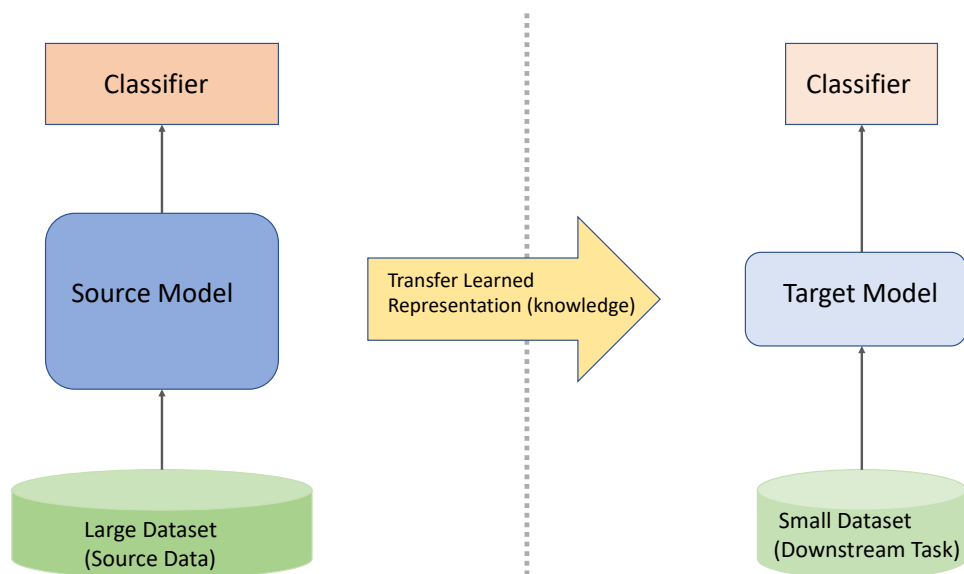 Classifier
Source Model
Large Dataset
(Source Data)
Transfer Learned
Representation (knowledge)
Classifier
Target Model
Small Dataset
(Downstream Task)